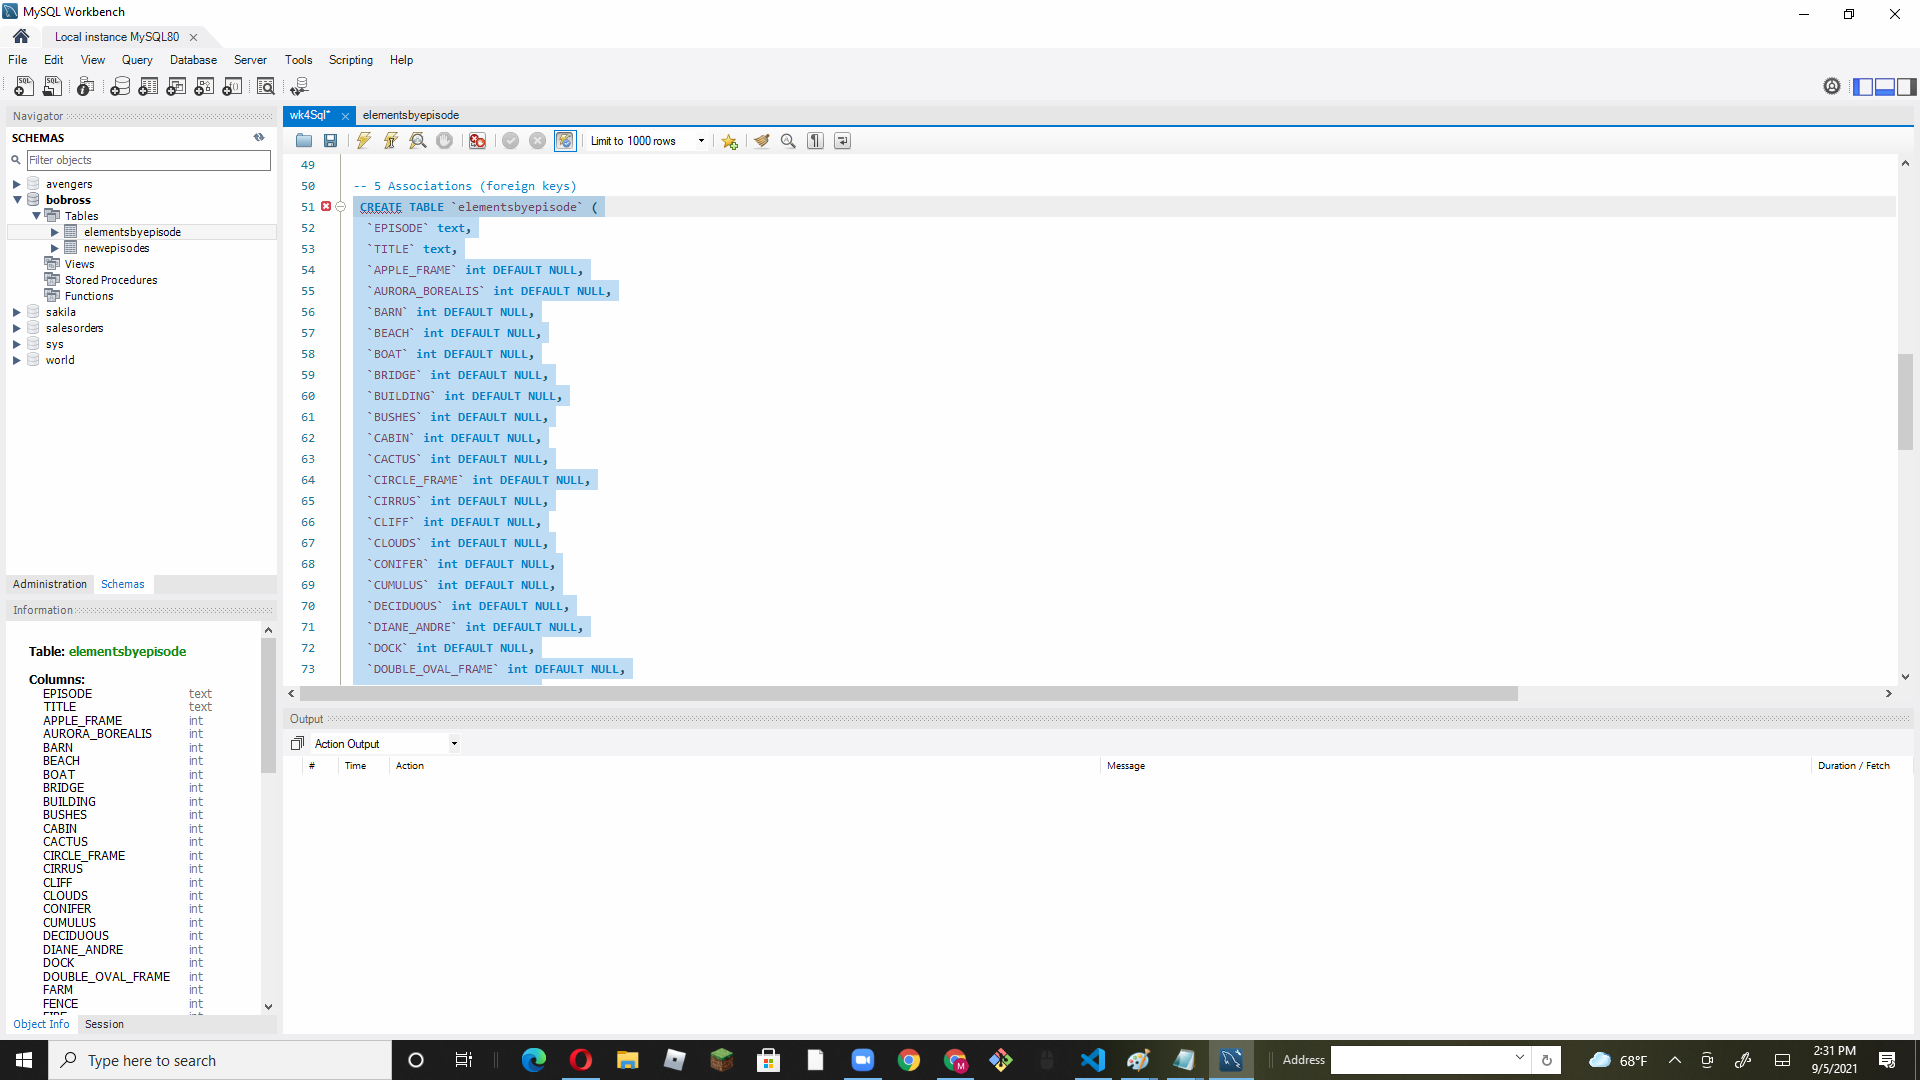 MySQL Workbench
Local instance MySQL80
File Edit View Query Database Server Tools Scripting Help
Navigator
SCHEMAS
Filter objects
avengers
bobross
Tables
elementsbyepisode
newepisodes
Views
Stored Procedures
Functions
sakila
salesorders
sys
world
Administration Schemas
Information
Table: elementsbyepisode
Columns:
EPISODE text
TITLE text
APPLE_FRAME int
AURORA_BOREALIS int
BARN int
BEACH int
BOAT int
BRIDGE int
BUILDING int
BUSHES int
CABIN int
CACTUS int
CIRCLE_FRAME int
CIRRUS int
CLIFF int
CLOUDS int
CONIFER int
CUMULUS int
DECIDUOUS int
DIANE_ANDRE int
DOCK int
DOUBLE_OVAL_FRAME int
FARM int
FENCE int
Object Info Session
wk4Sql* elementsbyepisode
Limit to 1000 rows
49
50 -- 5 Associations (foreign keys)
51 CREATE TABLE `elementsbyepisode` (
52 `EPISODE` text,
53 `TITLE` text,
54 `APPLE_FRAME` int DEFAULT NULL,
55 `AURORA_BOREALIS` int DEFAULT NULL,
56 `BARN` int DEFAULT NULL,
57 `BEACH` int DEFAULT NULL,
58 `BOAT` int DEFAULT NULL,
59 `BRIDGE` int DEFAULT NULL,
60 `BUILDING` int DEFAULT NULL,
61 `BUSHES` int DEFAULT NULL,
62 `CABIN` int DEFAULT NULL,
63 `CACTUS` int DEFAULT NULL,
64 `CIRCLE_FRAME` int DEFAULT NULL,
65 `CIRRUS` int DEFAULT NULL,
66 `CLIFF` int DEFAULT NULL,
67 `CLOUDS` int DEFAULT NULL,
68 `CONIFER` int DEFAULT NULL,
69 `CUMULUS` int DEFAULT NULL,
70 `DECIDUOUS` int DEFAULT NULL,
71 `DIANE_ANDRE` int DEFAULT NULL,
72 `DOCK` int DEFAULT NULL,
73 `DOUBLE_OVAL_FRAME` int DEFAULT NULL,
Output
Action Output
# Time Action Message Duration / Fetch
Type here to search
Address
68°F
2:31 PM
9/5/2021